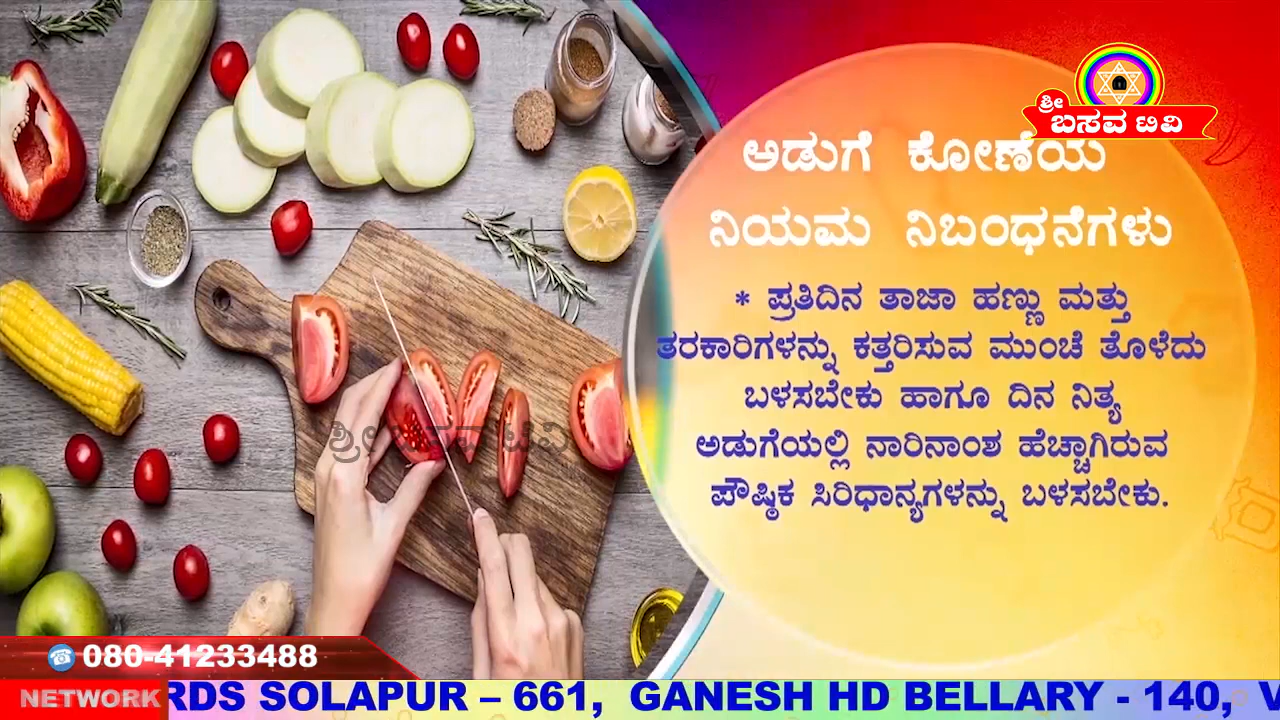 ಶ್ರೀ
ಬಸವ ಟಿವಿ
ಅಡುಗೆ ಕೋಣೆಯ
ನಿಯಮ ನಿಬಂಧನೆಗಳು
* ಪ್ರತಿದಿನ ತಾಜಾ ಹಣ್ಣು ಮತ್ತು
ತರಕಾರಿಗಳನ್ನು ಕತ್ತರಿಸುವ ಮುಂಚೆ ತೊಳೆದು
ಬಳಸಬೇಕು ಹಾಗೂ ದಿನ ನಿತ್ಯ
ಅಡುಗೆಯಲ್ಲಿ ನಾರಿನಾಂಶ ಹೆಚ್ಚಾಗಿರುವ
ಪೌಷ್ಠಿಕ ಸಿರಿಧಾನ್ಯಗಳನ್ನು ಬಳಸಬೇಕು.
ಶ್ರೀ ಬಸವ ಟಿವಿ
080-41233488
NETWORK RDS SOLAPUR – 661, GANESH HD BELLARY - 140, V